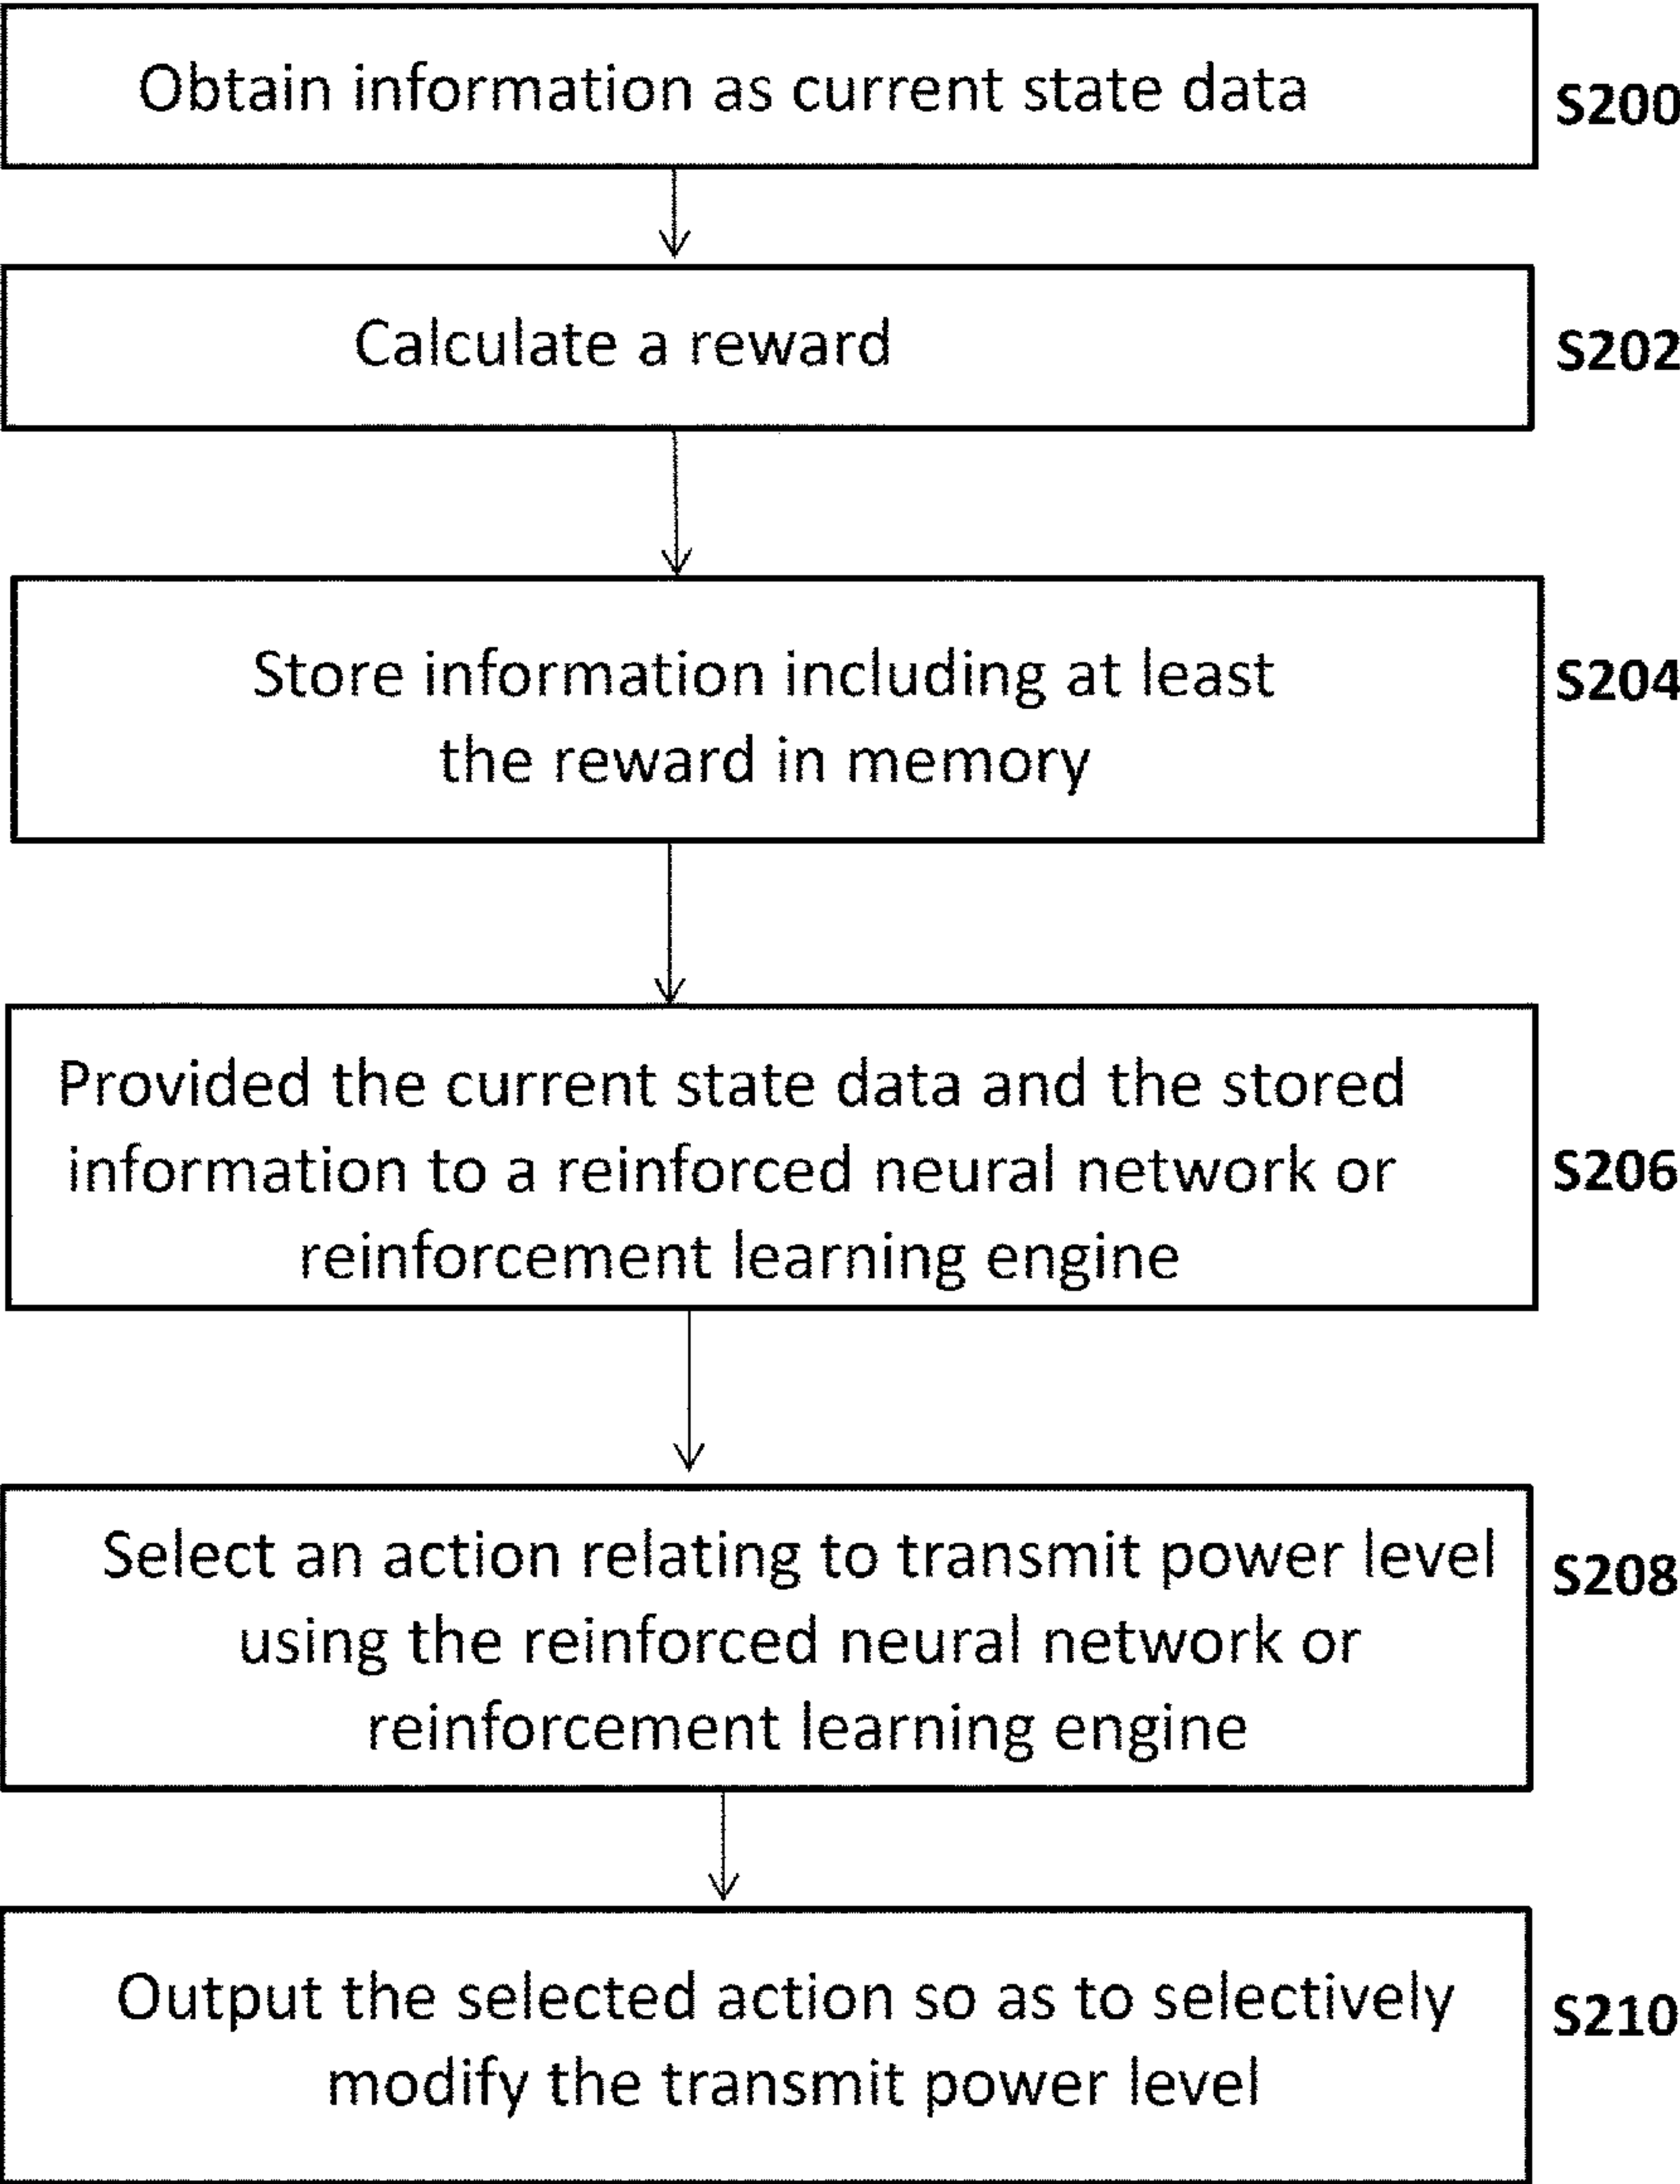 Obtain information as current state data
S200
Calculate a reward
S202
Store information including at least
the reward in memory
S204
Provided the current state data and the stored
information to a reinforced neural network or
reinforcement learning engine
S206
Select an action relating to transmit power level
using the reinforced neural network or
reinforcement learning engine
S208
Output the selected action so as to selectively
modify the transmit power level
S210